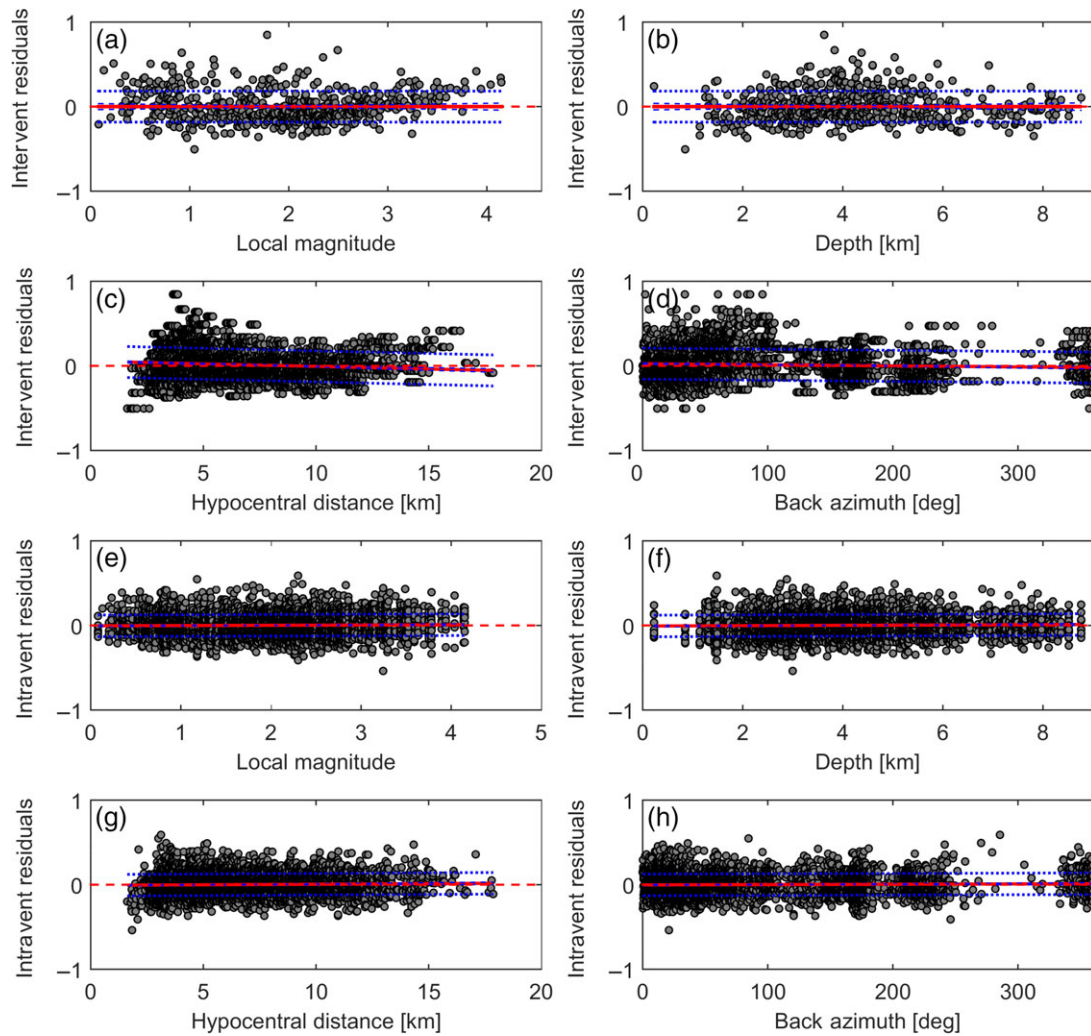 (a)
Intervent residuals
1
0
–1
0
1
2
3
4
Local magnitude
(b)
Intervent residuals
1
0
–1
0
2
4
6
8
Depth [km]
(c)
Intervent residuals
1
0
–1
0
5
10
15
20
Hypocentral distance [km]
(d)
Intervent residuals
1
0
–1
0
100
200
300
Back azimuth [deg]
(e)
Intravent residuals
1
0
–1
0
1
2
3
4
5
Local magnitude
(f)
Intravent residuals
1
0
–1
0
2
4
6
8
Depth [km]
(g)
Intravent residuals
1
0
–1
0
5
10
15
20
Hypocentral distance [km]
(h)
Intravent residuals
1
0
–1
0
100
200
300
Back azimuth [deg]